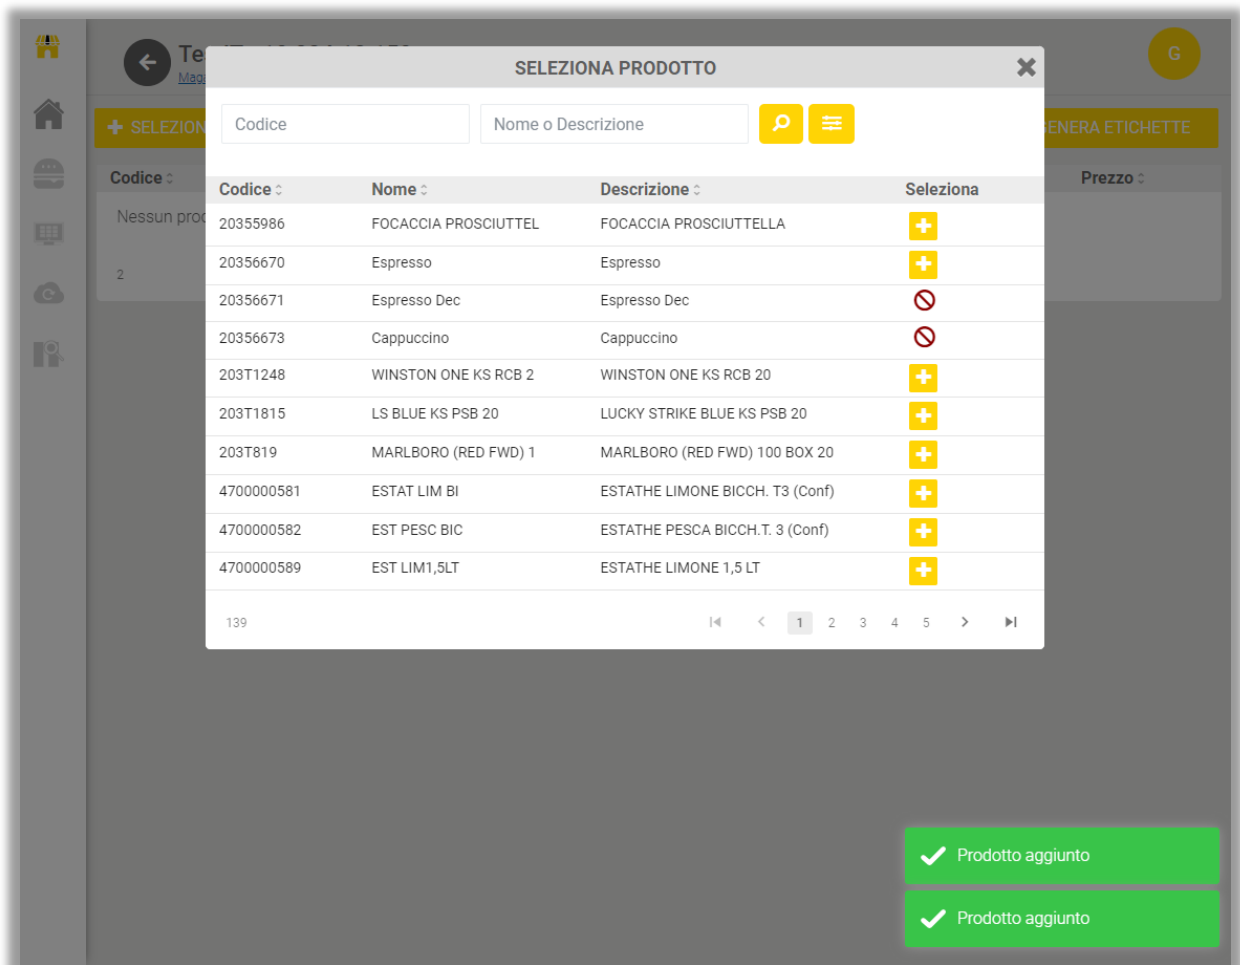 SELEZIONA PRODOTTO
G
Codice
Nome o Descrizione
Codice Nome Descrizione Seleziona
20355986 FOCACCIA PROSCIUTTEL FOCACCIA PROSCIUTTELLA
20356670 Espresso Espresso
20356671 Espresso Dec Espresso Dec
20356673 Cappuccino Cappuccino
203T1248 WINSTON ONE KS RCB 2 WINSTON ONE KS RCB 20
203T1815 LS BLUE KS PSB 20 LUCKY STRIKE BLUE KS PSB 20
203T819 MARLBORO (RED FWD) 1 MARLBORO (RED FWD) 100 BOX 20
4700000581 ESTAT LIM BI ESTATHE LIMONE BICCH. T3 (Conf)
4700000582 EST PESC BIC ESTATHE PESCA BICCH.T. 3 (Conf)
4700000589 EST LIM1,5LT ESTATHE LIMONE 1,5 LT
139 1 2 3 4 5
SELEZION
ENERA ETICHETTE
Codice Prezzo
Nessun prod
2
Prodotto aggiunto
Prodotto aggiunto